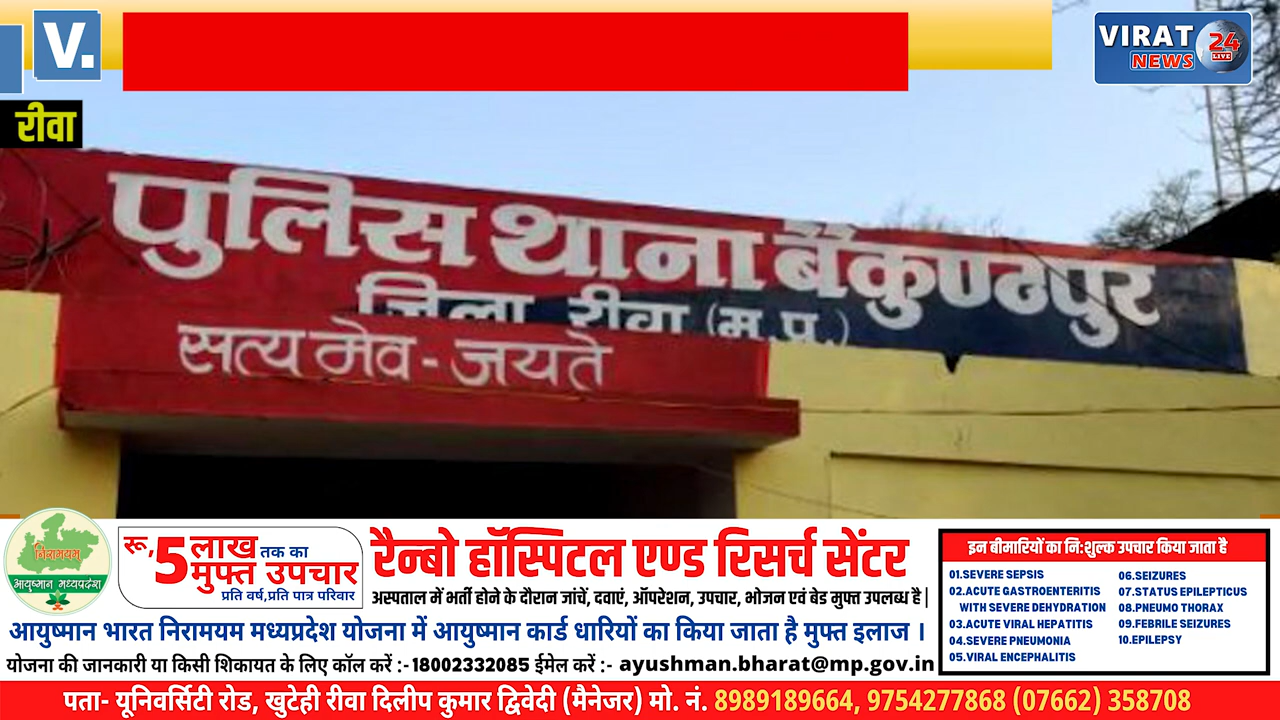 V.
VIRAT
NEWS
24
LIVE
रीवा
पुलिस थाना बैकुण्ठपुर
जिला रीवा (म.प्र.)
सत्य मेव - जयते
निरामयम
आयुष्मान मध्यप्रदेश
रू,5 लाख तक का
मुफ्त उपचार
प्रति वर्ष,प्रति पात्र परिवार
रैन्बो हॉस्पिटल एण्ड रिसर्च सेंटर
अस्पताल में भर्ती होने के दौरान जांचें, दवाएं, ऑपरेशन, उपचार, भोजन एवं बेड मुफ्त उपलब्ध है|
आयुष्मान भारत निरामयम मध्यप्रदेश योजना में आयुष्मान कार्ड धारियों का किया जाता है मुफ्त इलाज ।
योजना की जानकारी या किसी शिकायत के लिए कॉल करें :- 18002332085 ईमेल करें :- ayushman.bharat@mp.gov.in
इन बीमारियों का नि:शुल्क उपचार किया जाता है
01.SEVERE SEPSIS
02.ACUTE GASTROENTERITIS
WITH SEVERE DEHYDRATION
03.ACUTE VIRAL HEPATITIS
04.SEVERE PNEUMONIA
05.VIRAL ENCEPHALITIS
06.SEIZURES
07.STATUS EPILEPTICUS
08.PNEUMO THORAX
09.FEBRILE SEIZURES
10.EPILEPSY
पता- यूनिवर्सिटी रोड, खुटेही रीवा दिलीप कुमार द्विवेदी (मैनेजर) मो. नं. 8989189664, 9754277868 (07662) 358708